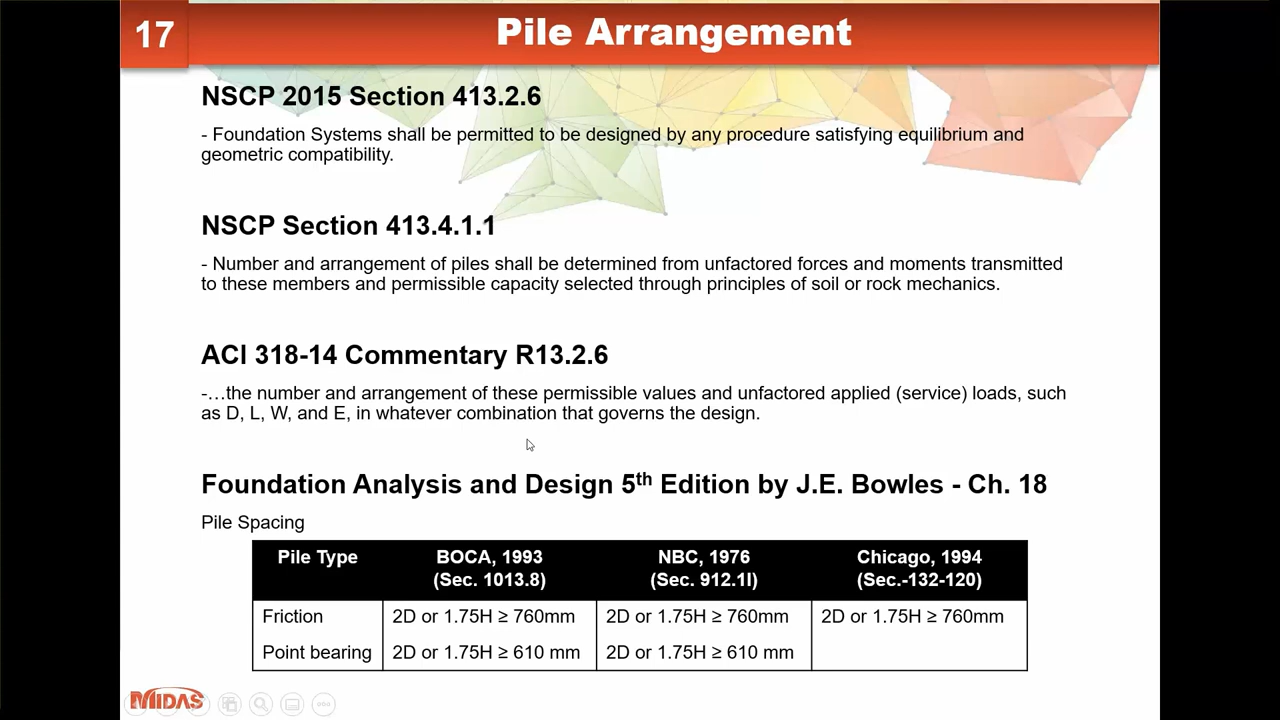 17
Pile Arrangement
NSCP 2015 Section 413.2.6
- Foundation Systems shall be permitted to be designed by any procedure satisfying equilibrium and
geometric compatibility.
NSCP Section 413.4.1.1
- Number and arrangement of piles shall be determined from unfactored forces and moments transmitted
to these members and permissible capacity selected through principles of soil or rock mechanics.
ACI 318-14 Commentary R13.2.6
-…the number and arrangement of these permissible values and unfactored applied (service) loads, such
as D, L, W, and E, in whatever combination that governs the design.
Foundation Analysis and Design 5th Edition by J.E. Bowles - Ch. 18
Pile Spacing
Pile Type BOCA, 1993 NBC, 1976 Chicago, 1994
(Sec. 1013.8) (Sec. 912.1l) (Sec.-132-120)
Friction 2D or 1.75H ≥ 760mm 2D or 1.75H ≥ 760mm 2D or 1.75H ≥ 760mm
Point bearing 2D or 1.75H ≥ 610 mm 2D or 1.75H ≥ 610 mm
MIDAS